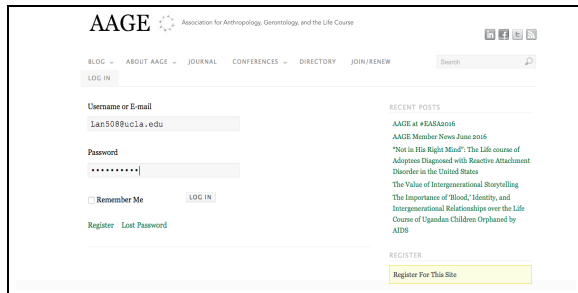 AAGE
Association for Anthropology, Gerontology, and the Life Course
BLOG ABOUT AAGE JOURNAL CONFERENCES DIRECTORY JOIN/RENEW
Search
LOG IN
Username or E-mail
Lan508@ucla.edu
Password
••••••••••
Remember Me
LOG IN
Register Lost Password
RECENT POSTS
AAGE at #EASA2016
AAGE Member News June 2016
"Not in His Right Mind": The Life course of
Adoptees Diagnosed with Reactive Attachment
Disorder in the United States
The Value of Intergenerational Storytelling
The Importance of 'Blood,' Identity, and
Intergenerational Relationships over the Life
Course of Ugandan Children Orphaned by
AIDS
REGISTER
Register For This Site